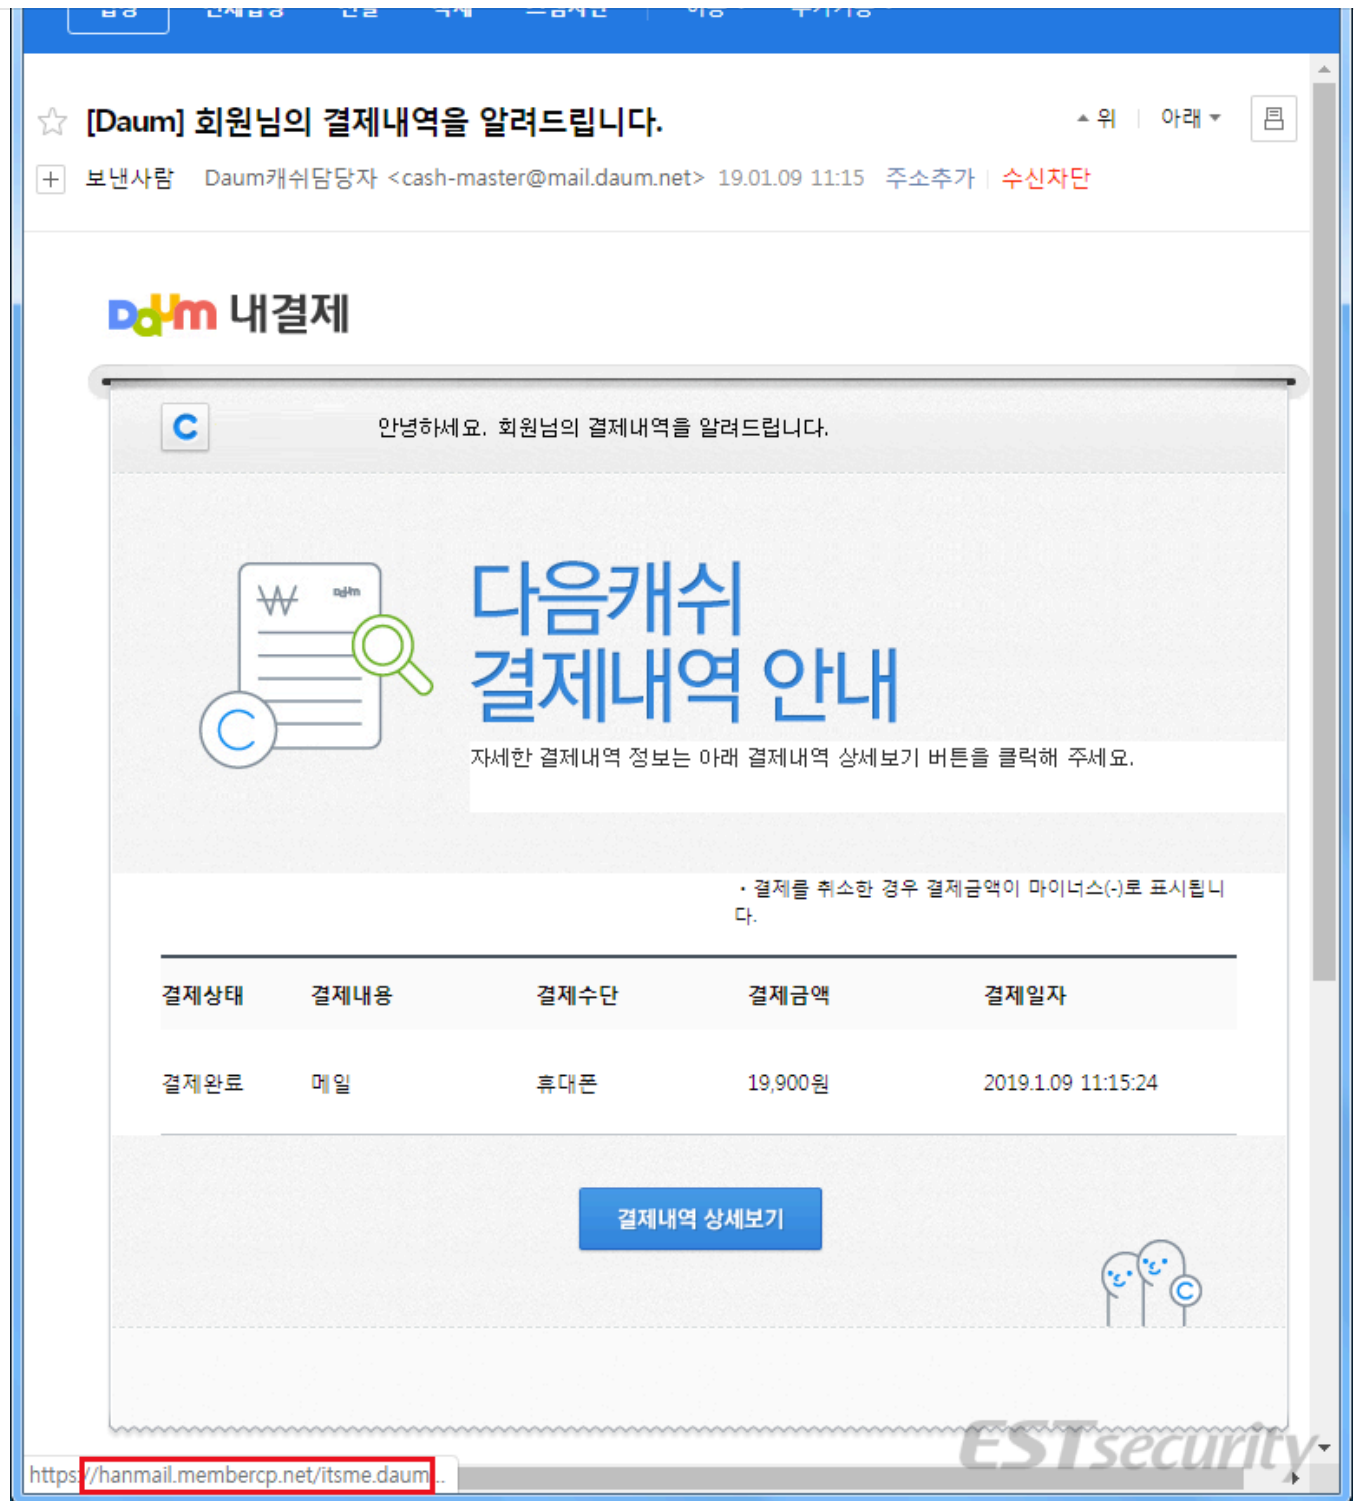 [Daum] 회원님의 결제내역을 알려드립니다.
위 아래
보낸사람 Daum캐쉬담당자 <cash-master@mail.daum.net> 19.01.09 11:15 주소추가 수신차단
Daum 내결제
C 안녕하세요. 회원님의 결제내역을 알려드립니다.
₩ Daum
다음캐쉬
결제내역 안내
C
자세한 결제내역 정보는 아래 결제내역 상세보기 버튼을 클릭해 주세요.
· 결제를 취소한 경우 결제금액이 마이너스(-)로 표시됩니
다.
결제상태 결제내용 결제수단 결제금액 결제일자
결제완료 메일 휴대폰 19,900원 2019.1.09 11:15:24
결제내역 상세보기
C
ESTsecurity
https://hanmail.membercp.net/itsme.daum...